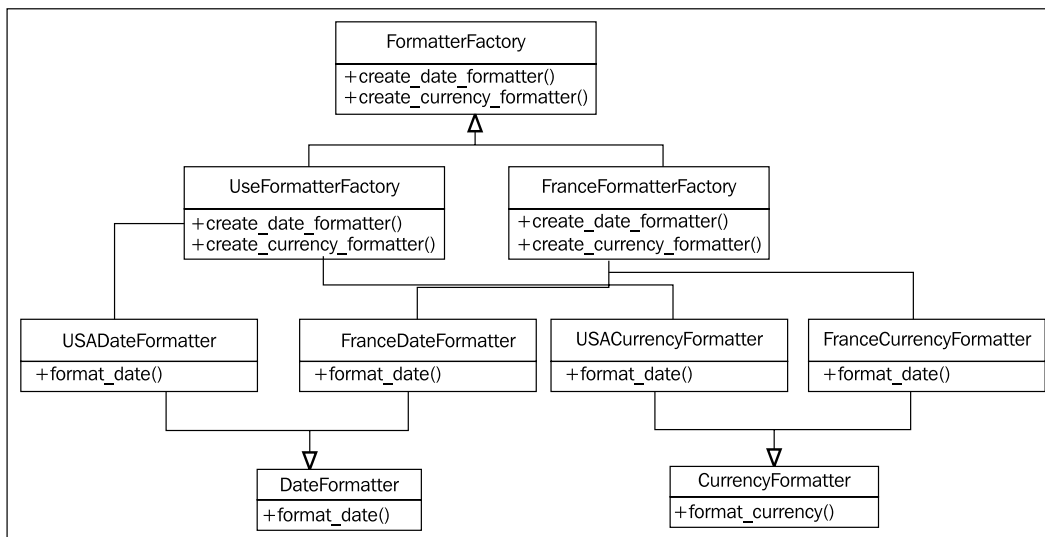 FormatterFactory
+create_date_formatter()
+create_currency_formatter()
UseFormatterFactory
+create_date_formatter()
+create_currency_formatter()
FranceFormatterFactory
+create_date_formatter()
+create_currency_formatter()
USADateFormatter
+format_date()
FranceDateFormatter
+format_date()
USACurrencyFormatter
+format_date()
FranceCurrencyFormatter
+format_date()
DateFormatter
+format_date()
CurrencyFormatter
+format_currency()